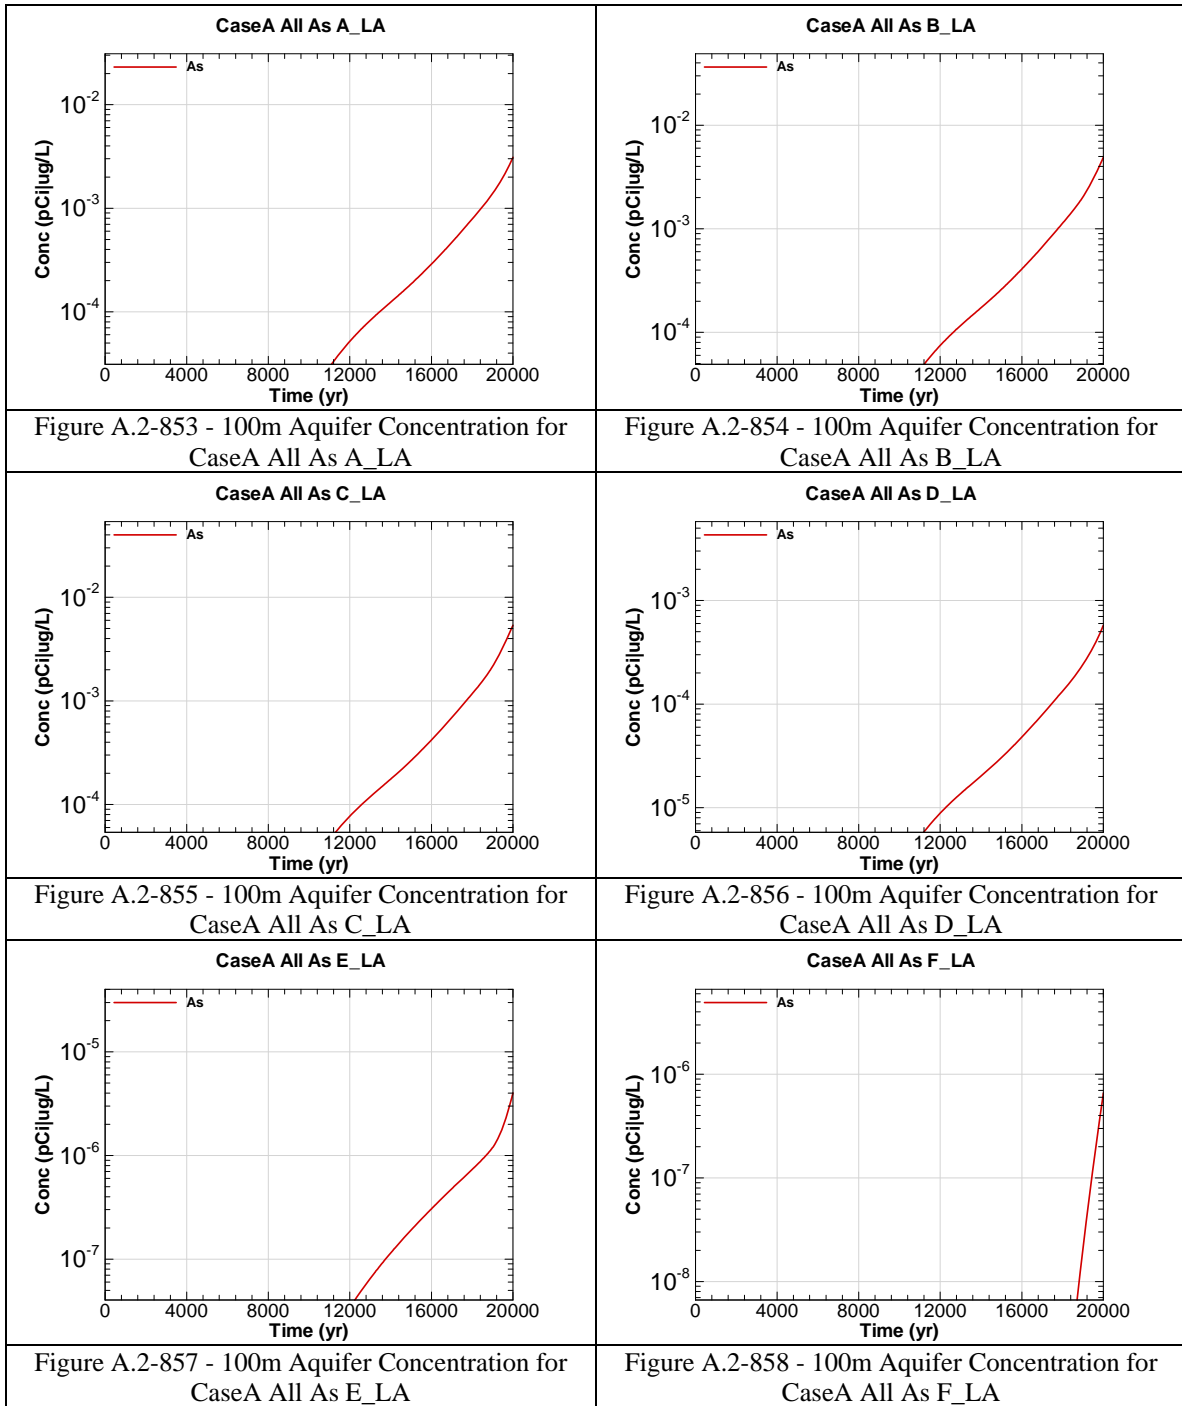 CaseA All As A_LA
As
Conc (pCi|ug/L)
10-2
10-3
10-4
0 4000 8000 12000 16000 20000
Time (yr)
Figure A.2-853 - 100m Aquifer Concentration for
CaseA All As A_LA
CaseA All As B_LA
As
Conc (pCi|ug/L)
10-2
10-3
10-4
0 4000 8000 12000 16000 20000
Time (yr)
Figure A.2-854 - 100m Aquifer Concentration for
CaseA All As B_LA
CaseA All As C_LA
As
Conc (pCi|ug/L)
10-2
10-3
10-4
0 4000 8000 12000 16000 20000
Time (yr)
Figure A.2-855 - 100m Aquifer Concentration for
CaseA All As C_LA
CaseA All As D_LA
As
Conc (pCi|ug/L)
10-3
10-4
10-5
0 4000 8000 12000 16000 20000
Time (yr)
Figure A.2-856 - 100m Aquifer Concentration for
CaseA All As D_LA
CaseA All As E_LA
As
Conc (pCi|ug/L)
10-5
10-6
10-7
0 4000 8000 12000 16000 20000
Time (yr)
Figure A.2-857 - 100m Aquifer Concentration for
CaseA All As E_LA
CaseA All As F_LA
As
Conc (pCi|ug/L)
10-6
10-7
10-8
0 4000 8000 12000 16000 20000
Time (yr)
Figure A.2-858 - 100m Aquifer Concentration for
CaseA All As F_LA